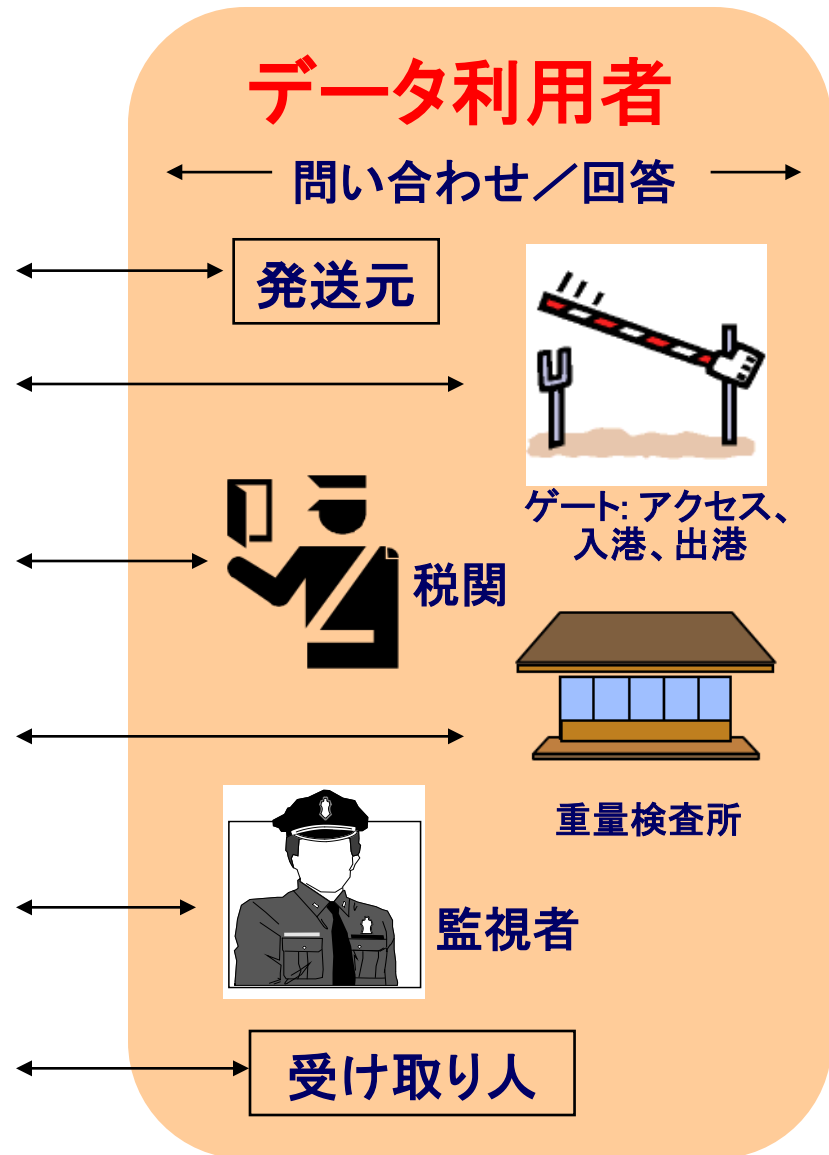 データ利用者
問い合わせ／回答
発送元
ゲート: アクセス、
入港、出港
税関
重量検査所
監視者
受け取り人